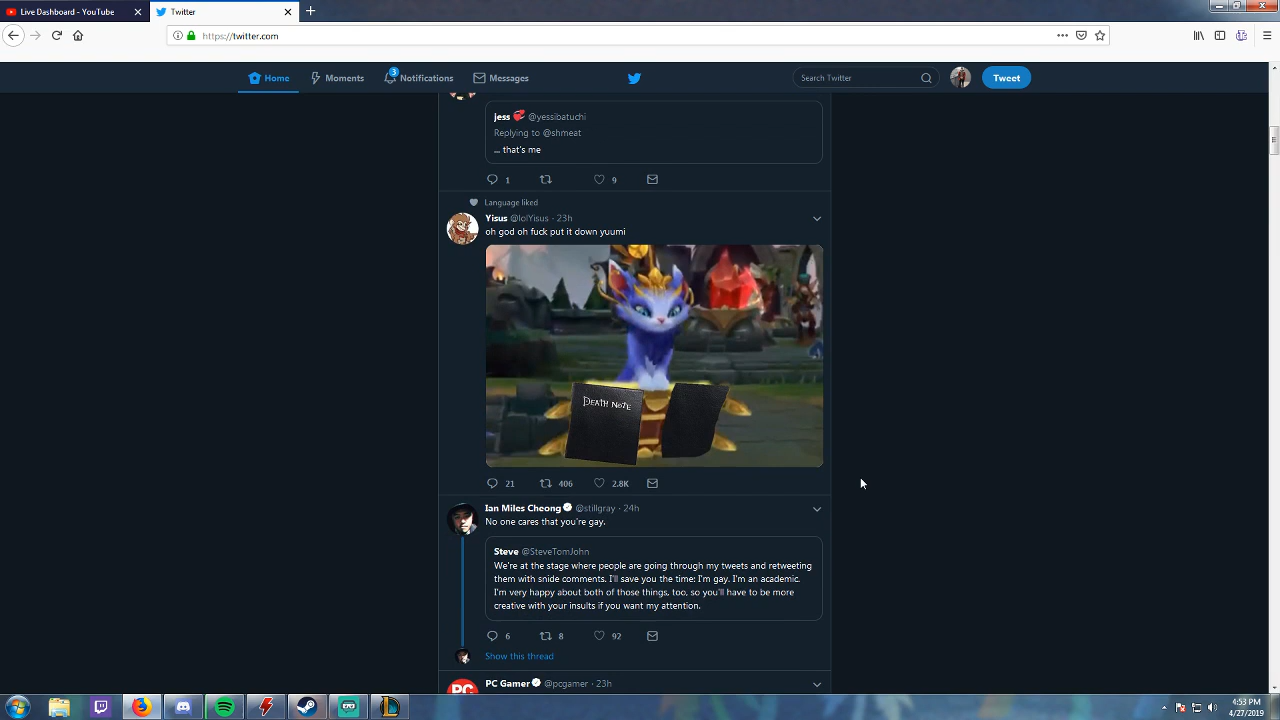 Live Dashboard - YouTube
Twitter
https://twitter.com
Home
Moments
3
Notifications
Messages
Search Twitter
Tweet
jess @yessibatuchi
Replying to @shmeat
... that's me
1
9
Language liked
Yisus @lolYisus · 23h
oh god oh fuck put it down yuumi
DEATH NOTE
21
406
2.8K
Ian Miles Cheong @stillgray · 24h
No one cares that you're gay.
Steve @SteveTomJohn
We're at the stage where people are going through my tweets and retweeting
them with snide comments. I'll save you the time: I'm gay. I'm an academic.
I'm very happy about both of those things, too, so you'll have to be more
creative with your insults if you want my attention.
6
8
92
Show this thread
PC
PC Gamer @pcgamer · 23h
4:53 PM
4/27/2019